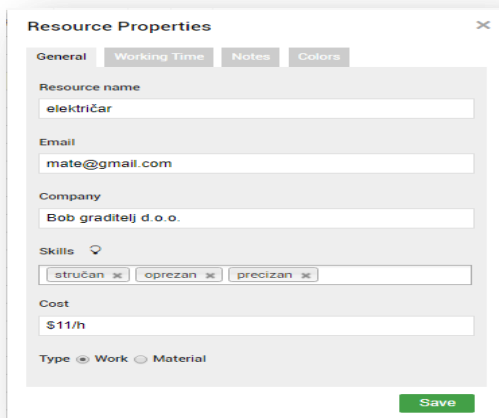 Resource Properties
General Working Time Notes Colors
Resource name
električar
Email
mate@gmail.com
Company
Bob graditelj d.o.o.
Skills
stručan oprezan precizan
Cost
$11/h
Type Work Material
Save